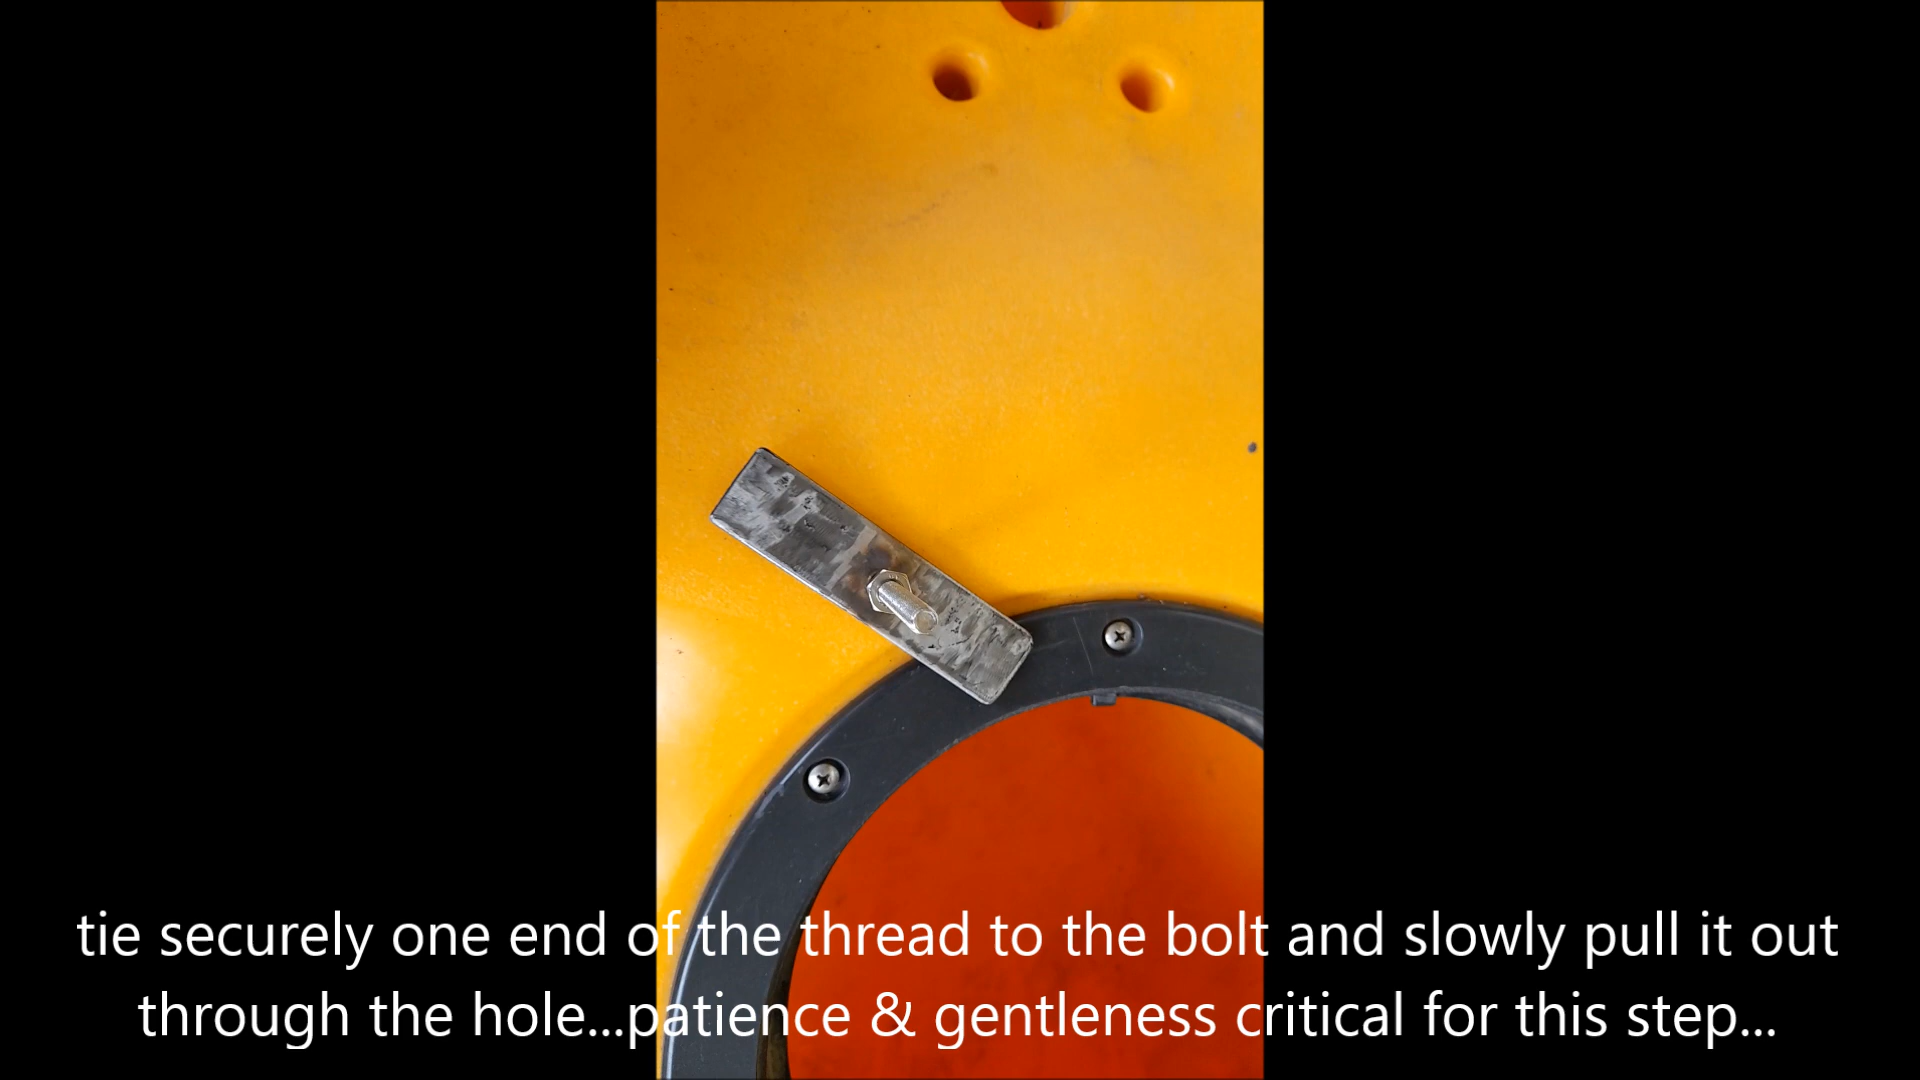 tie securely one end of the thread to the bolt and slowly pull it out
through the hole...patience & gentleness critical for this step...